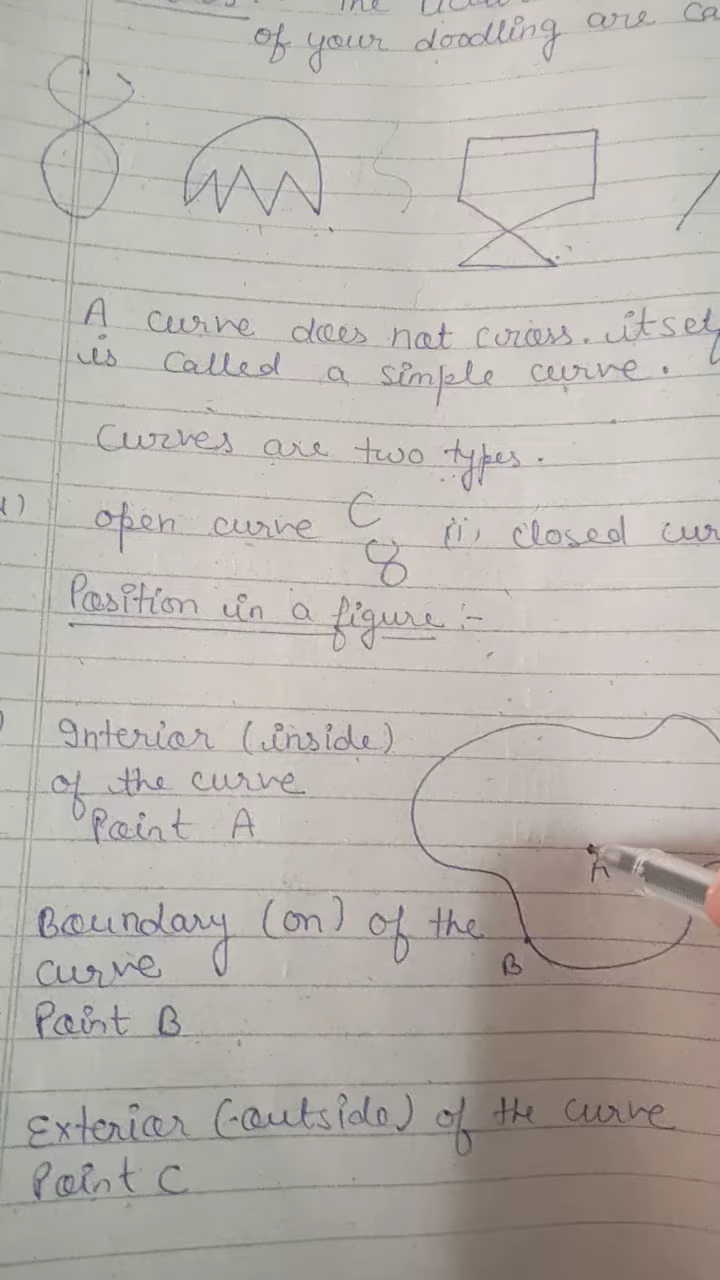 of your doodling are ca
A curve does not cross. itself
is called a simple curve.
Curves are two types.
open curve (ii) closed cur
Position in a figure :-
Interior (inside)
of the curve
Point A
A
Boundary (on) of the
curve
B
Point B
Exterior (outside) of the curve
Point C